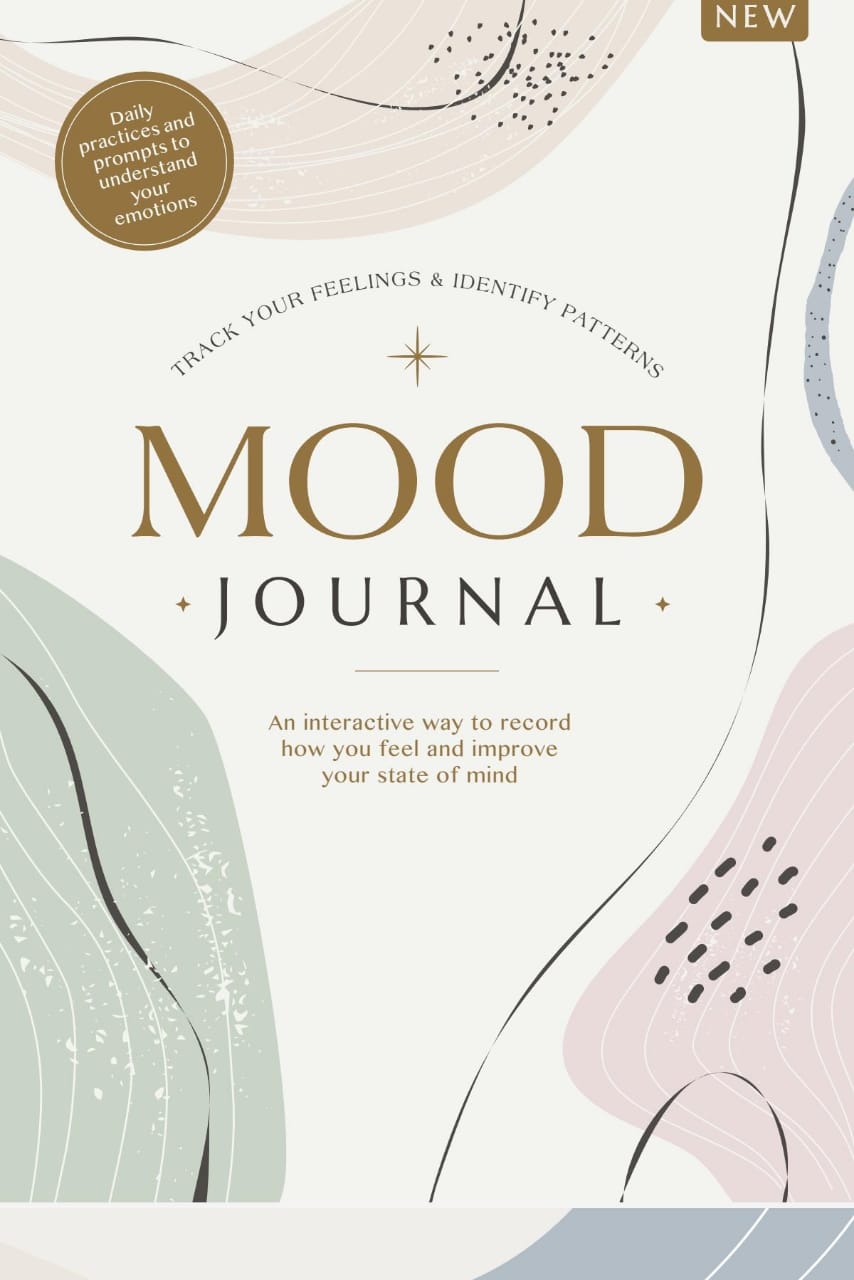 NEW
Daily
practices and
prompts to
understand
your
emotions
TRACK YOUR FEELINGS & IDENTIFY PATTERNS
MOOD
JOURNAL
An interactive way to record
how you feel and improve
your state of mind